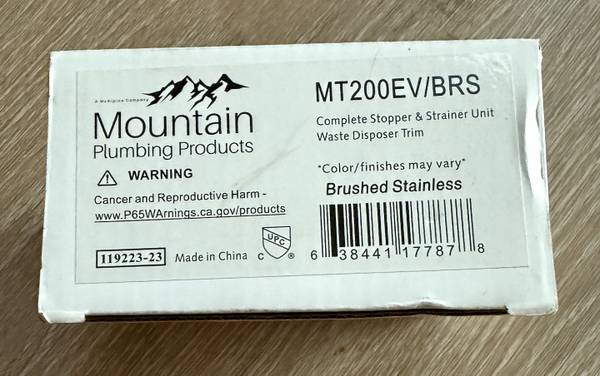 A McAlpine Company
Mountain
Plumbing Products
⚠ WARNING
Cancer and Reproductive Harm -
www.P65WArnings.ca.gov/products
119223-23 Made in China C UPC ®
MT200EV/BRS
Complete Stopper & Strainer Unit
Waste Disposer Trim
"Color/finishes may vary"
Brushed Stainless
6 38441 17787 8